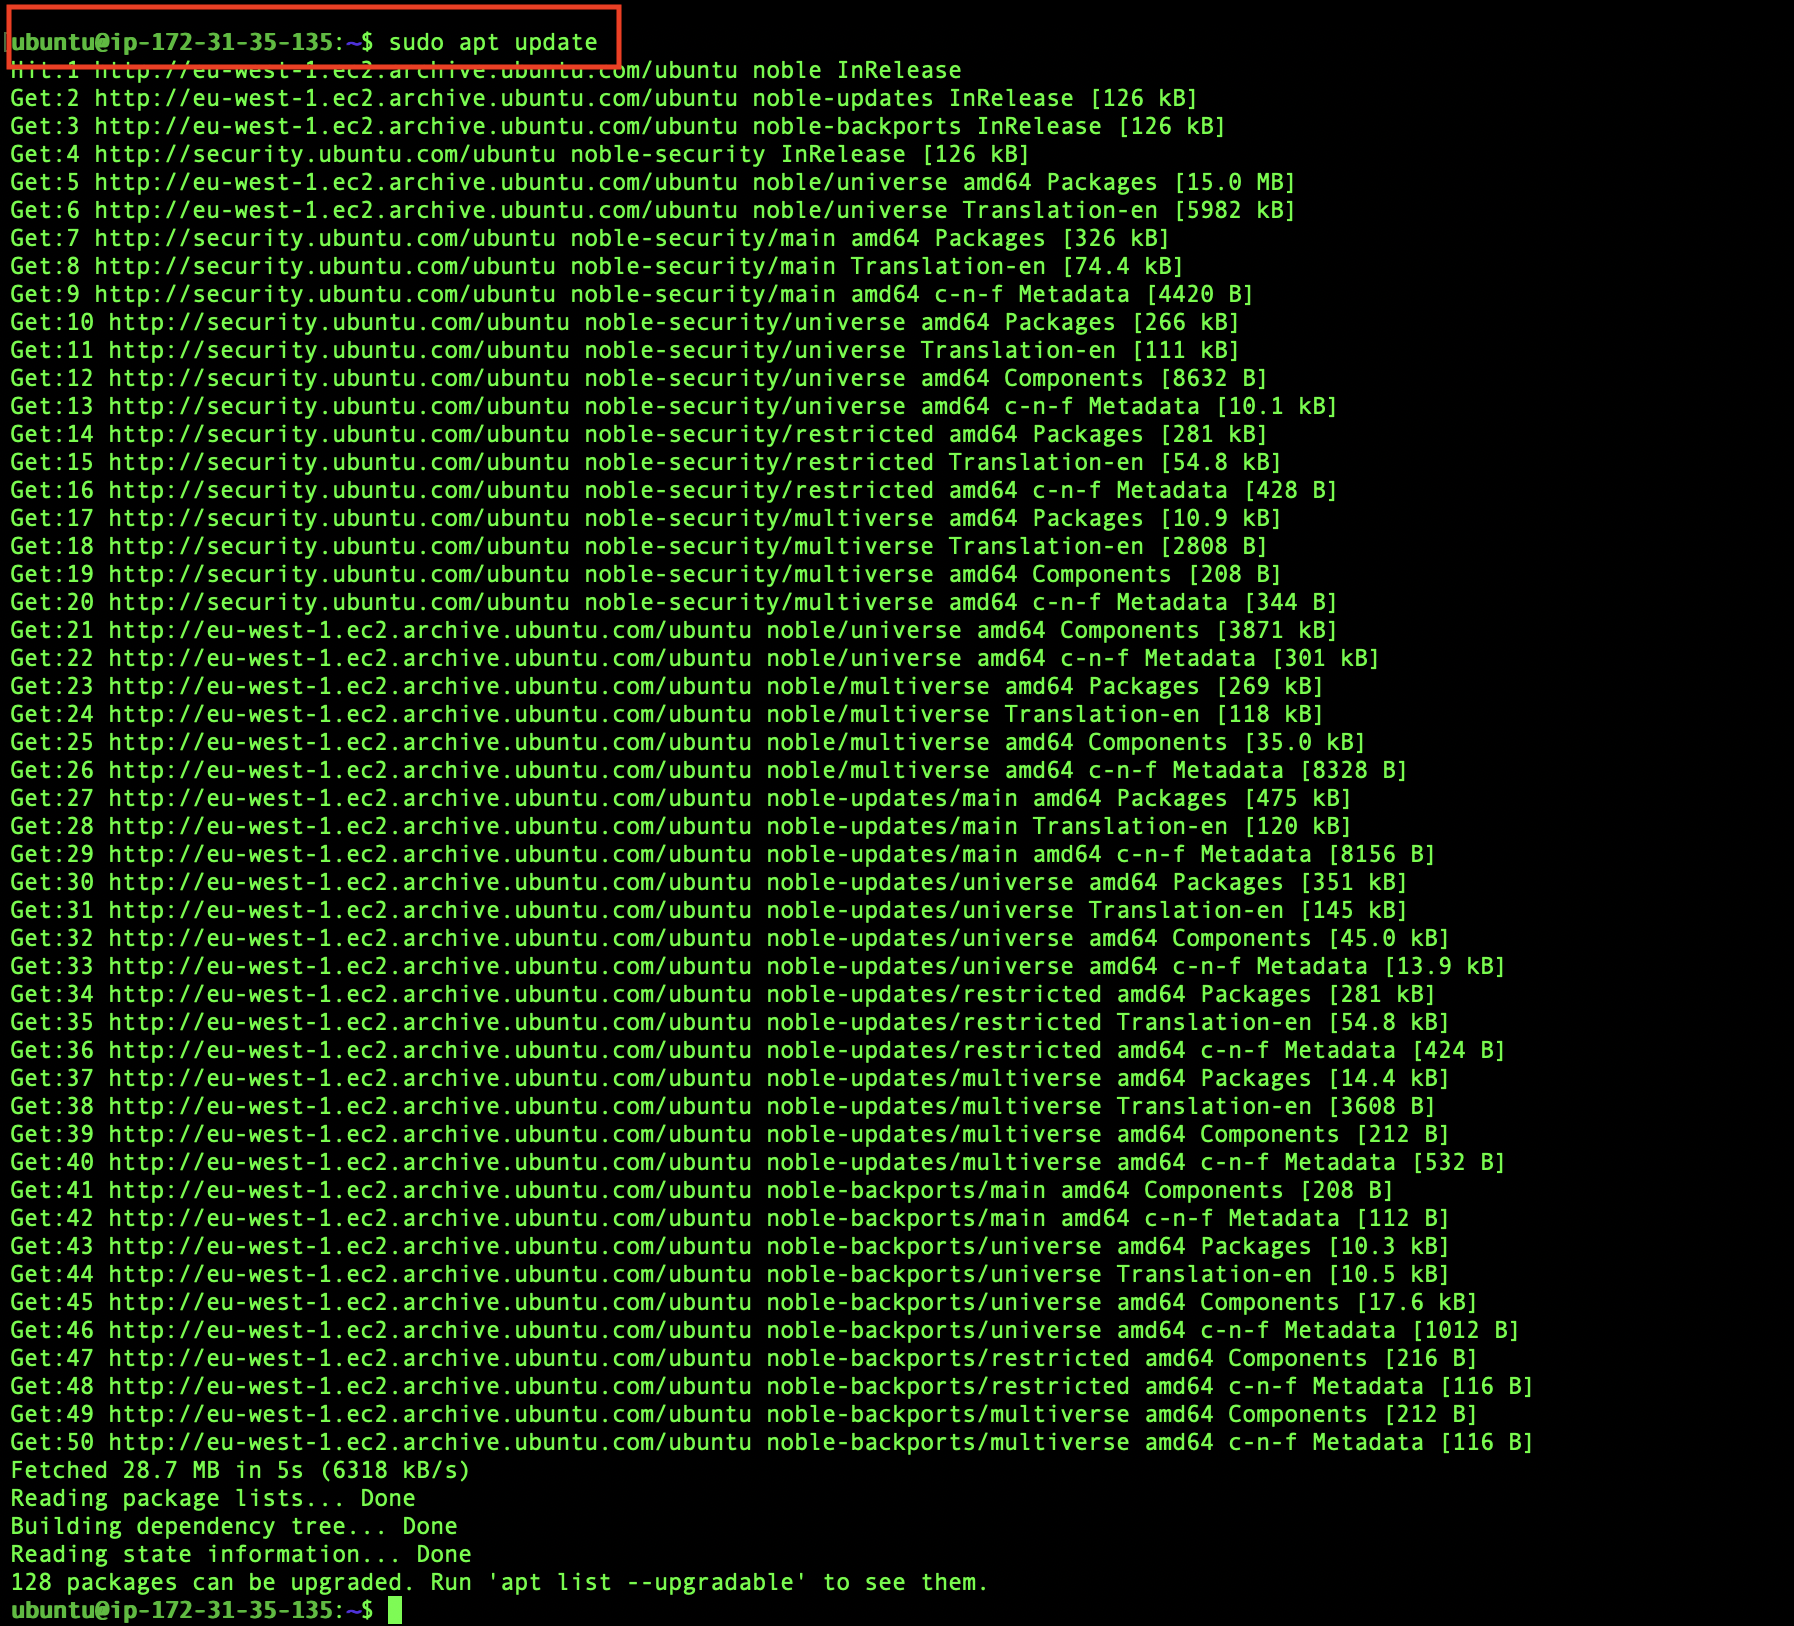 ubuntu@ip-172-31-35-135:~$ sudo apt update
Hit:1 http://eu-west-1.ec2.archive.ubuntu.com/ubuntu noble InRelease
Get:2 http://eu-west-1.ec2.archive.ubuntu.com/ubuntu noble-updates InRelease [126 kB]
Get:3 http://eu-west-1.ec2.archive.ubuntu.com/ubuntu noble-backports InRelease [126 kB]
Get:4 http://security.ubuntu.com/ubuntu noble-security InRelease [126 kB]
Get:5 http://eu-west-1.ec2.archive.ubuntu.com/ubuntu noble/universe amd64 Packages [15.0 MB]
Get:6 http://eu-west-1.ec2.archive.ubuntu.com/ubuntu noble/universe Translation-en [5982 kB]
Get:7 http://security.ubuntu.com/ubuntu noble-security/main amd64 Packages [326 kB]
Get:8 http://security.ubuntu.com/ubuntu noble-security/main Translation-en [74.4 kB]
Get:9 http://security.ubuntu.com/ubuntu noble-security/main amd64 c-n-f Metadata [4420 B]
Get:10 http://security.ubuntu.com/ubuntu noble-security/universe amd64 Packages [266 kB]
Get:11 http://security.ubuntu.com/ubuntu noble-security/universe Translation-en [111 kB]
Get:12 http://security.ubuntu.com/ubuntu noble-security/universe amd64 Components [8632 B]
Get:13 http://security.ubuntu.com/ubuntu noble-security/universe amd64 c-n-f Metadata [10.1 kB]
Get:14 http://security.ubuntu.com/ubuntu noble-security/restricted amd64 Packages [281 kB]
Get:15 http://security.ubuntu.com/ubuntu noble-security/restricted Translation-en [54.8 kB]
Get:16 http://security.ubuntu.com/ubuntu noble-security/restricted amd64 c-n-f Metadata [428 B]
Get:17 http://security.ubuntu.com/ubuntu noble-security/multiverse amd64 Packages [10.9 kB]
Get:18 http://security.ubuntu.com/ubuntu noble-security/multiverse Translation-en [2808 B]
Get:19 http://security.ubuntu.com/ubuntu noble-security/multiverse amd64 Components [208 B]
Get:20 http://security.ubuntu.com/ubuntu noble-security/multiverse amd64 c-n-f Metadata [344 B]
Get:21 http://eu-west-1.ec2.archive.ubuntu.com/ubuntu noble/universe amd64 Components [3871 kB]
Get:22 http://eu-west-1.ec2.archive.ubuntu.com/ubuntu noble/universe amd64 c-n-f Metadata [301 kB]
Get:23 http://eu-west-1.ec2.archive.ubuntu.com/ubuntu noble/multiverse amd64 Packages [269 kB]
Get:24 http://eu-west-1.ec2.archive.ubuntu.com/ubuntu noble/multiverse Translation-en [118 kB]
Get:25 http://eu-west-1.ec2.archive.ubuntu.com/ubuntu noble/multiverse amd64 Components [35.0 kB]
Get:26 http://eu-west-1.ec2.archive.ubuntu.com/ubuntu noble/multiverse amd64 c-n-f Metadata [8328 B]
Get:27 http://eu-west-1.ec2.archive.ubuntu.com/ubuntu noble-updates/main amd64 Packages [475 kB]
Get:28 http://eu-west-1.ec2.archive.ubuntu.com/ubuntu noble-updates/main Translation-en [120 kB]
Get:29 http://eu-west-1.ec2.archive.ubuntu.com/ubuntu noble-updates/main amd64 c-n-f Metadata [8156 B]
Get:30 http://eu-west-1.ec2.archive.ubuntu.com/ubuntu noble-updates/universe amd64 Packages [351 kB]
Get:31 http://eu-west-1.ec2.archive.ubuntu.com/ubuntu noble-updates/universe Translation-en [145 kB]
Get:32 http://eu-west-1.ec2.archive.ubuntu.com/ubuntu noble-updates/universe amd64 Components [45.0 kB]
Get:33 http://eu-west-1.ec2.archive.ubuntu.com/ubuntu noble-updates/universe amd64 c-n-f Metadata [13.9 kB]
Get:34 http://eu-west-1.ec2.archive.ubuntu.com/ubuntu noble-updates/restricted amd64 Packages [281 kB]
Get:35 http://eu-west-1.ec2.archive.ubuntu.com/ubuntu noble-updates/restricted Translation-en [54.8 kB]
Get:36 http://eu-west-1.ec2.archive.ubuntu.com/ubuntu noble-updates/restricted amd64 c-n-f Metadata [424 B]
Get:37 http://eu-west-1.ec2.archive.ubuntu.com/ubuntu noble-updates/multiverse amd64 Packages [14.4 kB]
Get:38 http://eu-west-1.ec2.archive.ubuntu.com/ubuntu noble-updates/multiverse Translation-en [3608 B]
Get:39 http://eu-west-1.ec2.archive.ubuntu.com/ubuntu noble-updates/multiverse amd64 Components [212 B]
Get:40 http://eu-west-1.ec2.archive.ubuntu.com/ubuntu noble-updates/multiverse amd64 c-n-f Metadata [532 B]
Get:41 http://eu-west-1.ec2.archive.ubuntu.com/ubuntu noble-backports/main amd64 Components [208 B]
Get:42 http://eu-west-1.ec2.archive.ubuntu.com/ubuntu noble-backports/main amd64 c-n-f Metadata [112 B]
Get:43 http://eu-west-1.ec2.archive.ubuntu.com/ubuntu noble-backports/universe amd64 Packages [10.3 kB]
Get:44 http://eu-west-1.ec2.archive.ubuntu.com/ubuntu noble-backports/universe Translation-en [10.5 kB]
Get:45 http://eu-west-1.ec2.archive.ubuntu.com/ubuntu noble-backports/universe amd64 Components [17.6 kB]
Get:46 http://eu-west-1.ec2.archive.ubuntu.com/ubuntu noble-backports/universe amd64 c-n-f Metadata [1012 B]
Get:47 http://eu-west-1.ec2.archive.ubuntu.com/ubuntu noble-backports/restricted amd64 Components [216 B]
Get:48 http://eu-west-1.ec2.archive.ubuntu.com/ubuntu noble-backports/restricted amd64 c-n-f Metadata [116 B]
Get:49 http://eu-west-1.ec2.archive.ubuntu.com/ubuntu noble-backports/multiverse amd64 Components [212 B]
Get:50 http://eu-west-1.ec2.archive.ubuntu.com/ubuntu noble-backports/multiverse amd64 c-n-f Metadata [116 B]
Fetched 28.7 MB in 5s (6318 kB/s)
Reading package lists... Done
Building dependency tree... Done
Reading state information... Done
128 packages can be upgraded. Run 'apt list --upgradable' to see them.
ubuntu@ip-172-31-35-135:~$